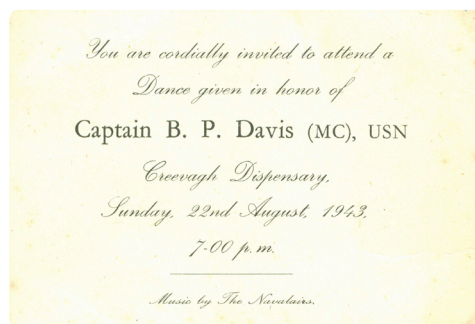 You are cordially invited to attend a
Dance given in honor of
Captain B. P. Davis (MC), USN
Creevagh Dispensary,
Sunday, 22nd August, 1943,
7-00 p.m.
Music by The Navalairs.